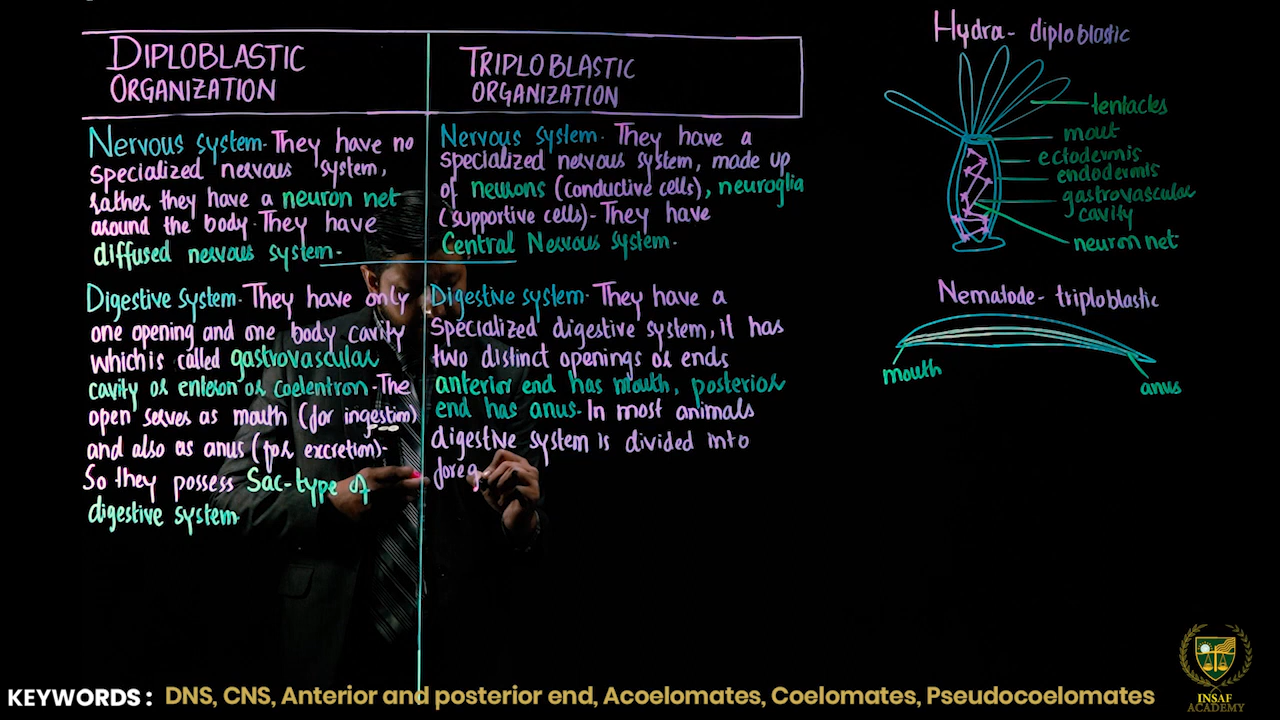 DIPLOBLASTIC
ORGANIZATION
Nervous system. They have no
specialized nervous system,
rather they have a neuron net
around the body. They have
diffused nervous system.
Digestive System. They have only
one opening and one body cavity
which is called gastrovascular
cavity or enteron or coelentron. The
open serves as mouth (for ingestion)
and also as anus (for excretion).
So they possess Sac-type of
digestive system
TRIPLOBLASTIC
ORGANIZATION
Nervous system. They have a
specialized nervous system, made up
of neurons (conductive cells), neuroglia
(supportive cells). They have
Central Nervous System.
Digestive system. They have a
Specialized digestive system, it has
two distinct openings or ends
anterior end has mouth, posterior
end has anus. In most animals
digestive system is divided into
foreg
Hydra - diploblastic
tentacles
mout
ectodermis
endodermis
gastrovascular
cavity
neuron net
Nematode - triploblastic
mouth
anus
KEYWORDS : DNS, CNS, Anterior and posterior end, Acoelomates, Coelomates, Pseudocoelomates
INSAF
ACADEMY